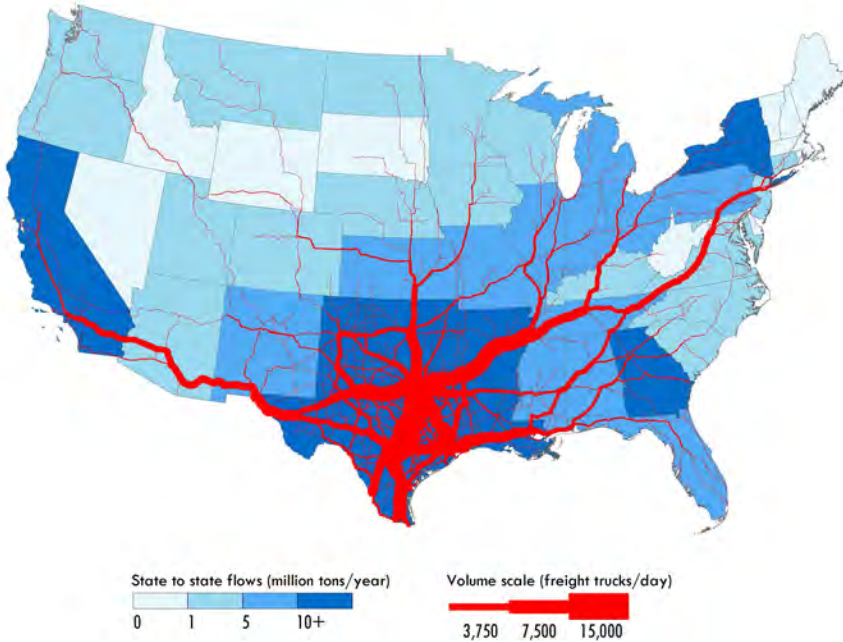 State to state flows (million tons/year)
0 1 5 10+
Volume scale (freight trucks/day)
3,750 7,500 15,000